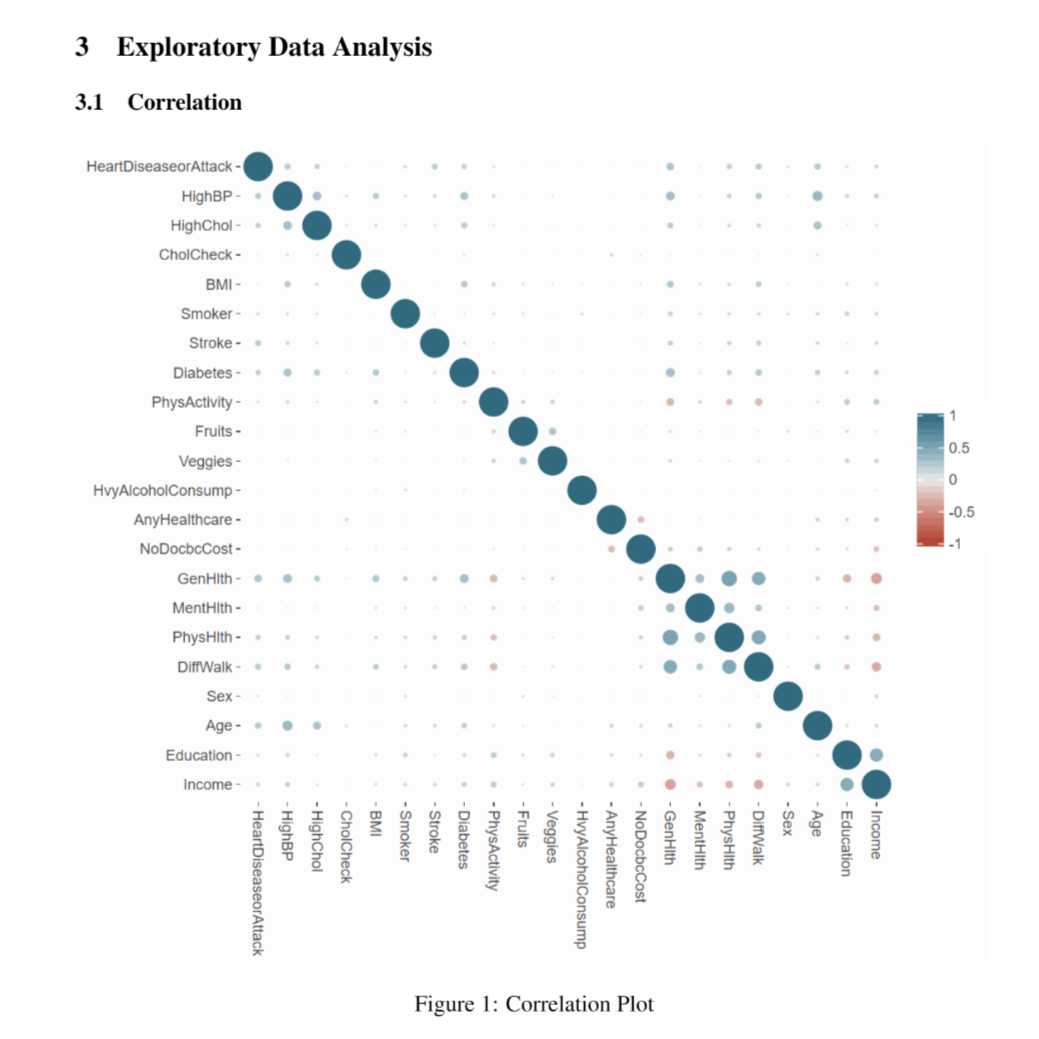 3 Exploratory Data Analysis
3.1 Correlation
HeartDiseaseorAttack
HighBP
HighChol
CholCheck
BMI
Smoker
Stroke
Diabetes
PhysActivity
Fruits
Veggies
HvyAlcoholConsump
AnyHealthcare
NoDocbcCost
GenHlth
MentHlth
PhysHlth
DiffWalk
Sex
Age
Education
Income
1
0.5
0
-0.5
-1
HeartDiseaseorAttack
HighBP
HighChol
CholCheck
BMI
Smoker
Stroke
Diabetes
PhysActivity
Fruits
Veggies
HvyAlcoholConsump
AnyHealthcare
NoDocbcCost
GenHlth
MentHlth
PhysHlth
DiffWalk
Sex
Age
Education
Income
Figure 1: Correlation Plot